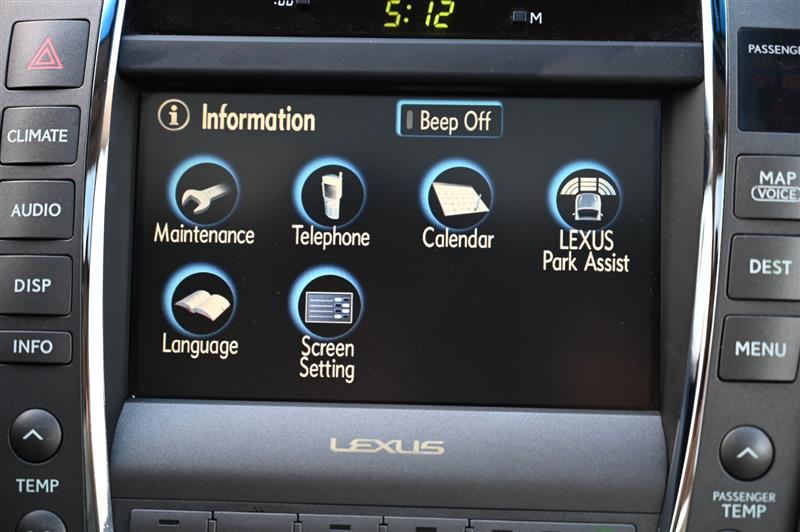 :00
5:12
M
PASSENGER
CLIMATE
AUDIO
DISP
INFO
TEMP
i Information
Beep Off
Maintenance
Telephone
Calendar
LEXUS
Park Assist
Language
Screen
Setting
LEXUS
MAP
VOICE
DEST
MENU
PASSENGER
TEMP